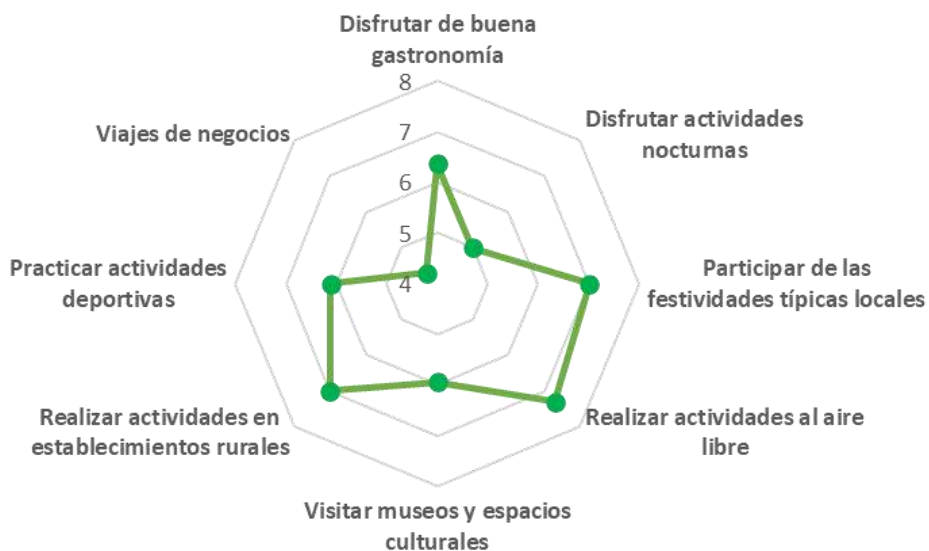 Disfrutar de buena
gastronomía
8
Disfrutar actividades
nocturnas
Viajes de negocios
7
6
5
Practicar actividades
deportivas
4
Participar de las
festividades típicas locales
Realizar actividades en
establecimientos rurales
Realizar actividades al aire
libre
Visitar museos y espacios
culturales